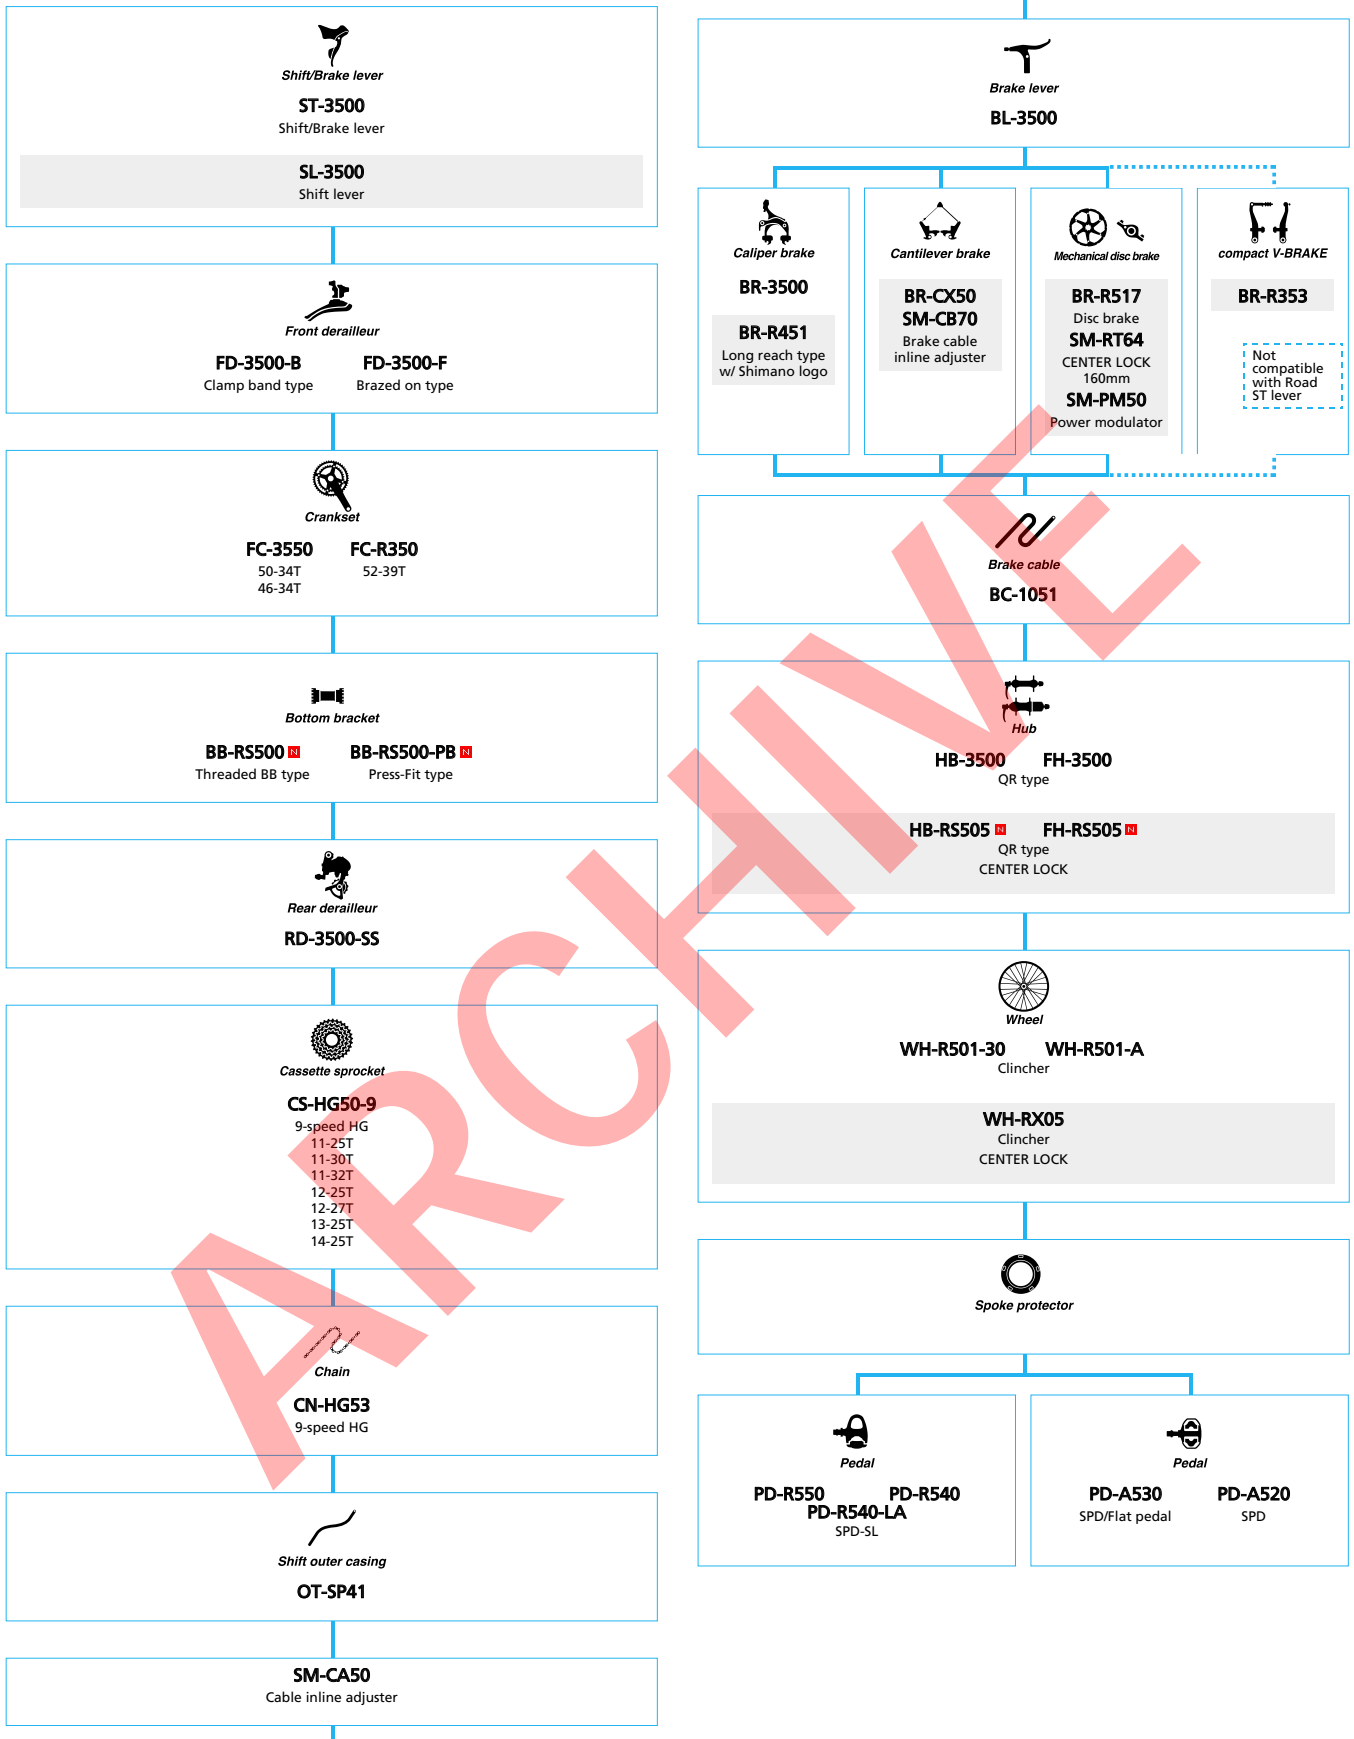 Shift/Brake lever
ST-3500
Shift/Brake lever
SL-3500
Shift lever
Front derailleur
FD-3500-B FD-3500-F
Clamp band type Brazed on type
Crankset
FC-3550 FC-R350
50-34T 52-39T
46-34T
Bottom bracket
BB-RS500 N BB-RS500-PB N
Threaded BB type Press-Fit type
Rear derailleur
RD-3500-SS
Cassette sprocket
CS-HG50-9
9-speed HG
11-25T
11-30T
11-32T
12-25T
12-27T
13-25T
14-25T
Chain
CN-HG53
9-speed HG
Shift outer casing
OT-SP41
SM-CA50
Cable inline adjuster
Brake lever
BL-3500
Caliper brake
BR-3500
BR-R451
Long reach type
w/ Shimano logo
Cantilever brake
BR-CX50
SM-CB70
Brake cable
inline adjuster
Mechanical disc brake
BR-R517
Disc brake
SM-RT64
CENTER LOCK
160mm
SM-PM50
Power modulator
compact V-BRAKE
BR-R353
Not
compatible
with Road
ST lever
Brake cable
BC-1051
Hub
HB-3500 FH-3500
QR type
HB-RS505 N FH-RS505 N
QR type
CENTER LOCK
Wheel
WH-R501-30 WH-R501-A
Clincher
WH-RX05
Clincher
CENTER LOCK
Spoke protector
Pedal
PD-R550 PD-R540
PD-R540-LA
SPD-SL
Pedal
PD-A530 PD-A520
SPD/Flat pedal SPD
ARCHIVE